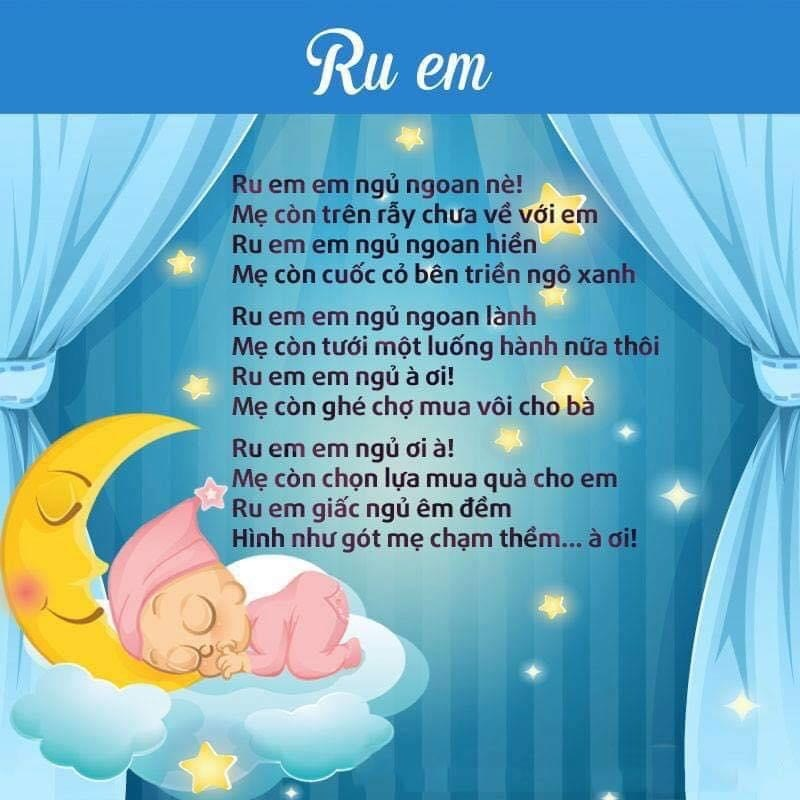 Ru em
Ru em em ngủ ngoan nè!
Mẹ còn trên rẫy chưa về với em
Ru em em ngủ ngoan hiền
Mẹ còn cuốc cỏ bên triền ngô xanh
Ru em em ngủ ngoan lành
Mẹ còn tưới một luống hành nữa thôi
Ru em em ngủ à ơi!
Mẹ còn ghé chợ mua vôi cho bà
Ru em em ngủ ơi à!
Mẹ còn chọn lựa mua quà cho em
Ru em giấc ngủ êm đềm
Hình như gót mẹ chạm thềm... à ơi!